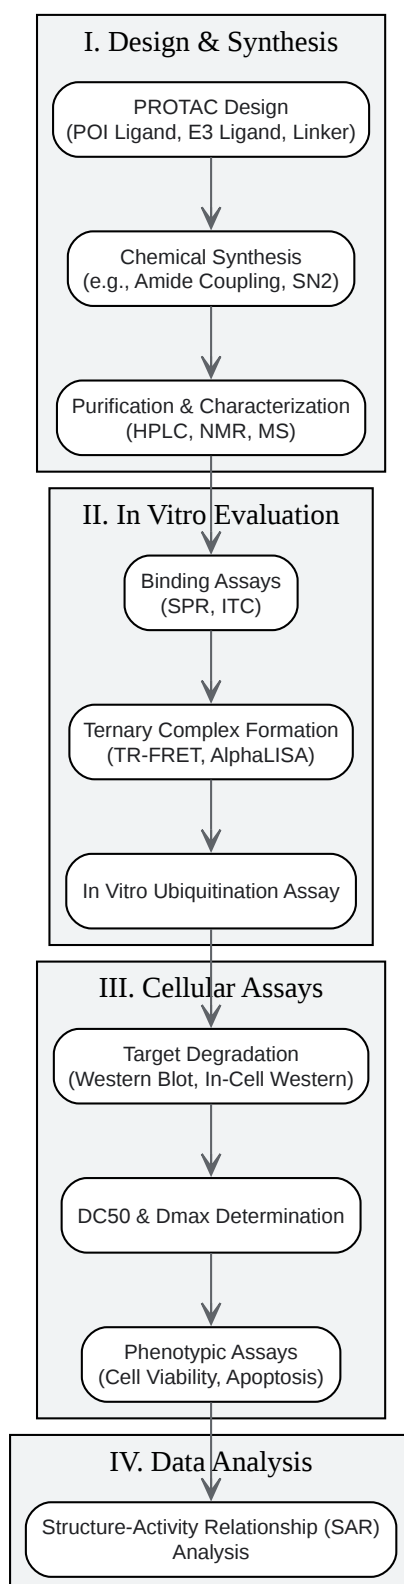 I. Design & Synthesis
PROTAC Design
(POI Ligand, E3 Ligand, Linker)
Chemical Synthesis
(e.g., Amide Coupling, SN2)
Purification & Characterization
(HPLC, NMR, MS)
II. In Vitro Evaluation
Binding Assays
(SPR, ITC)
Ternary Complex Formation
(TR-FRET, AlphaLISA)
In Vitro Ubiquitination Assay
III. Cellular Assays
Target Degradation
(Western Blot, In-Cell Western)
DC50 & Dmax Determination
Phenotypic Assays
(Cell Viability, Apoptosis)
IV. Data Analysis
Structure-Activity Relationship (SAR)
Analysis